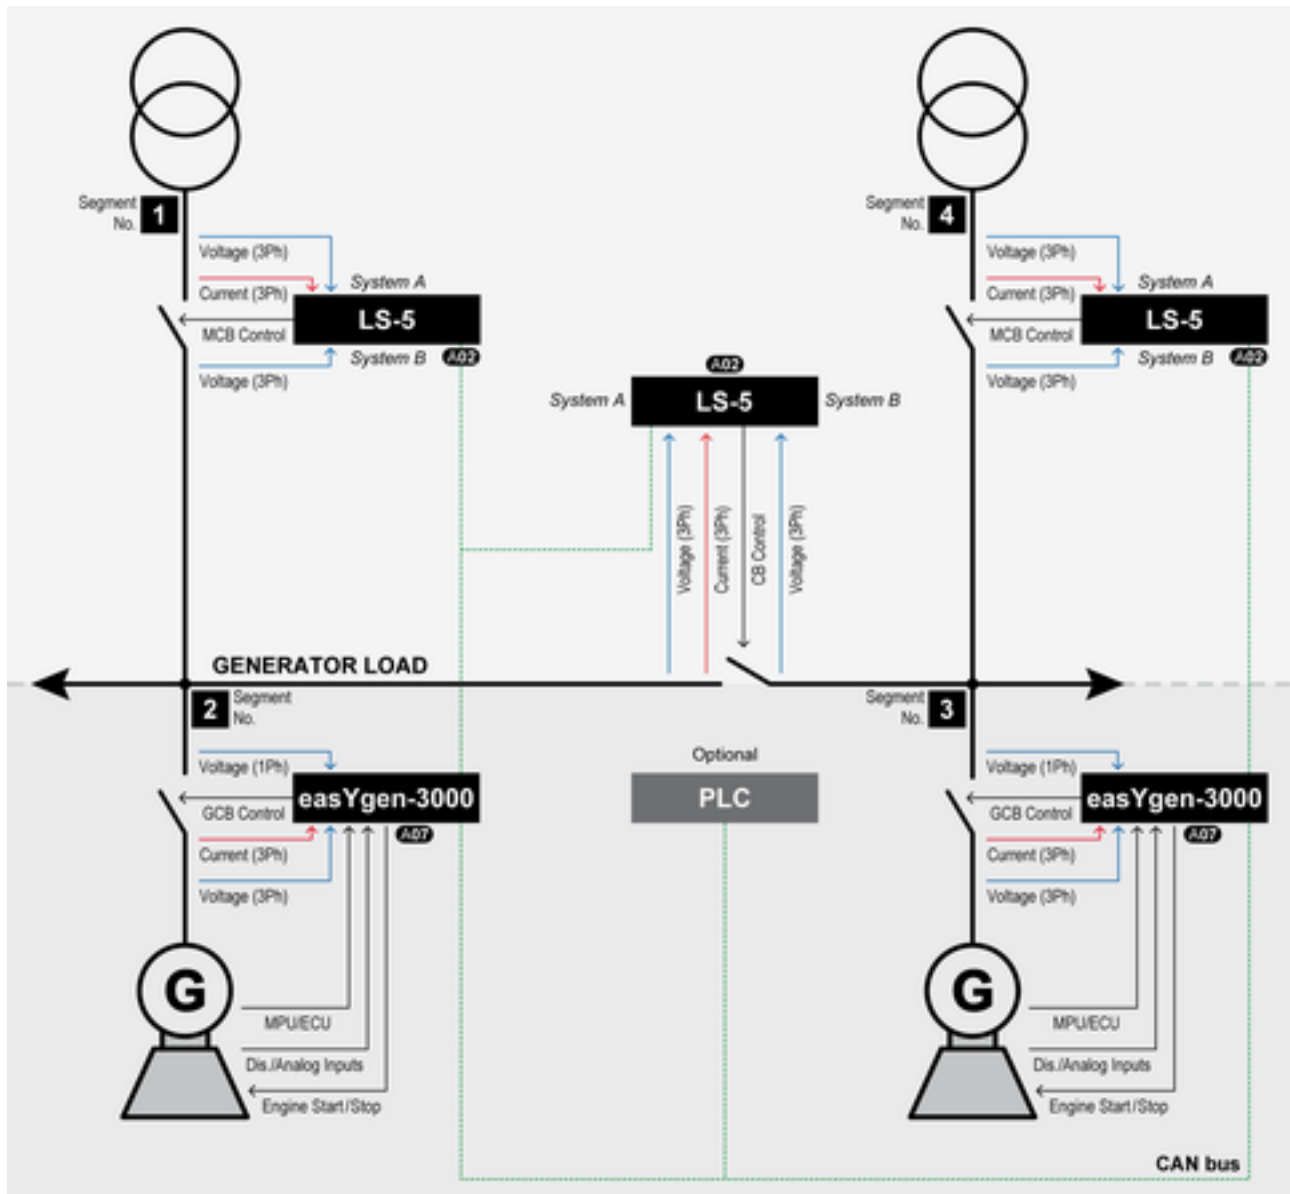 Segment
No.
1
Voltage (3Ph)
System A
Current (3Ph)
LS-5
MCB Control
System B
A02
Voltage (3Ph)
Segment
No.
4
Voltage (3Ph)
System A
Current (3Ph)
LS-5
MCB Control
System B
A02
Voltage (3Ph)
A02
System A
LS-5
System B
Voltage (3Ph)
Current (3Ph)
CB Control
Voltage (3Ph)
GENERATOR LOAD
2
Segment
No.
Voltage (1Ph)
easYgen-3000
GCB Control
A07
Current (3Ph)
Voltage (3Ph)
G
MPU/ECU
Dis./Analog Inputs
Engine Start/Stop
Optional
PLC
Segment
No.
3
Voltage (1Ph)
easYgen-3000
GCB Control
A07
Current (3Ph)
Voltage (3Ph)
G
MPU/ECU
Dis./Analog Inputs
Engine Start/Stop
CAN bus